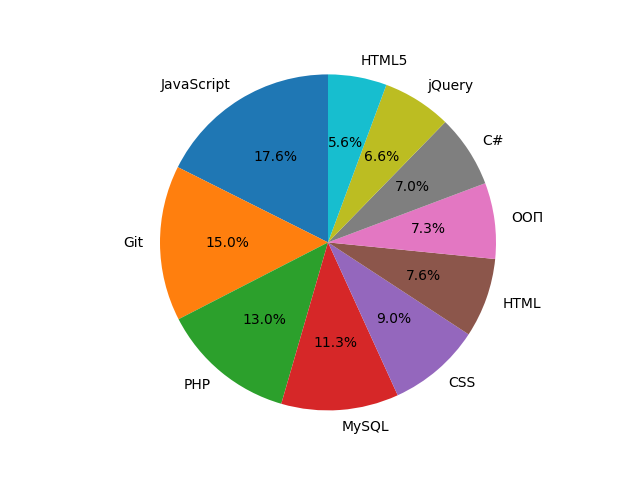 HTML5
JavaScript
jQuery
C#
5.6%
17.6%
6.6%
7.0%
ООП
7.3%
Git
15.0%
7.6%
HTML
13.0%
9.0%
11.3%
PHP
CSS
MySQL